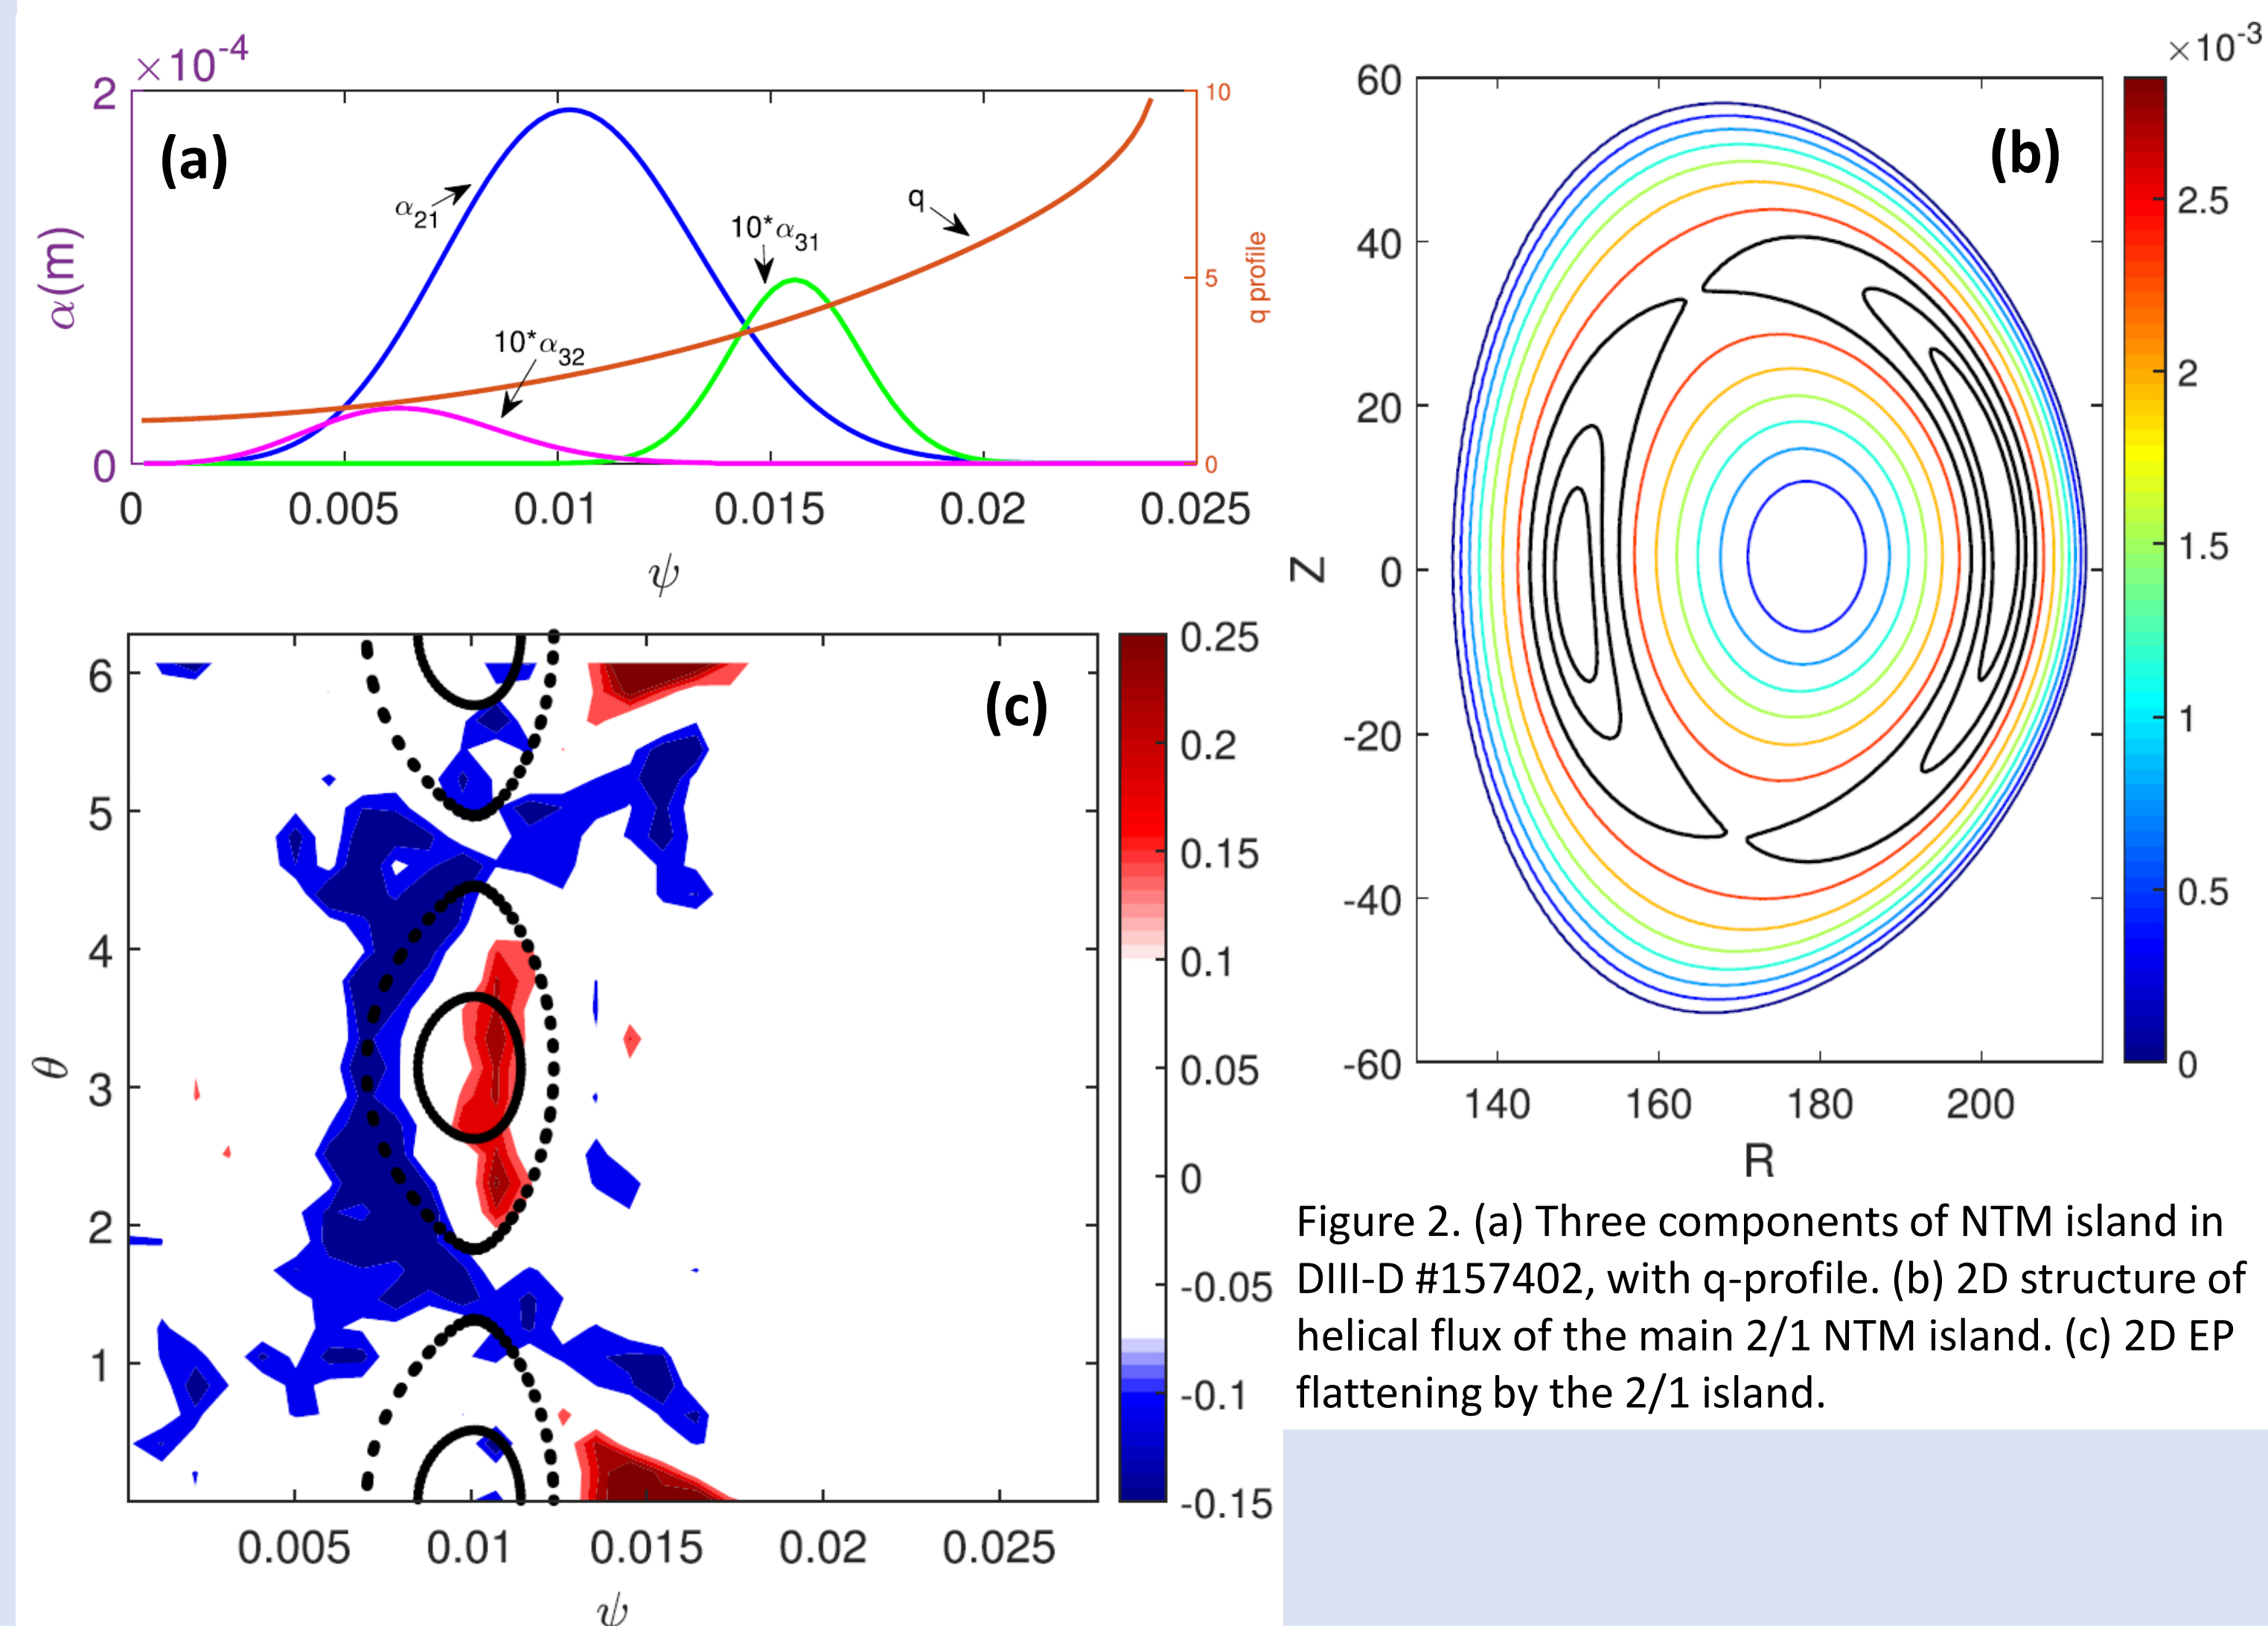 ×10-4
2
0
α(m)
(a)
α21
10*α32
10*α31
q
10
5
0
q profile
0 0.005 0.01 0.015 0.02 0.025
ψ
(b)
60
40
20
0
-20
-40
-60
Z
140 160 180 200
R
×10-3
2.5
2
1.5
1
0.5
0
(c)
6
5
4
3
2
1
θ
0.005 0.01 0.015 0.02 0.025
ψ
0.25
0.2
0.15
0.1
0.05
0
-0.05
-0.1
-0.15
Figure 2. (a) Three components of NTM island in
DIII-D #157402, with q-profile. (b) 2D structure of
helical flux of the main 2/1 NTM island. (c) 2D EP
flattening by the 2/1 island.